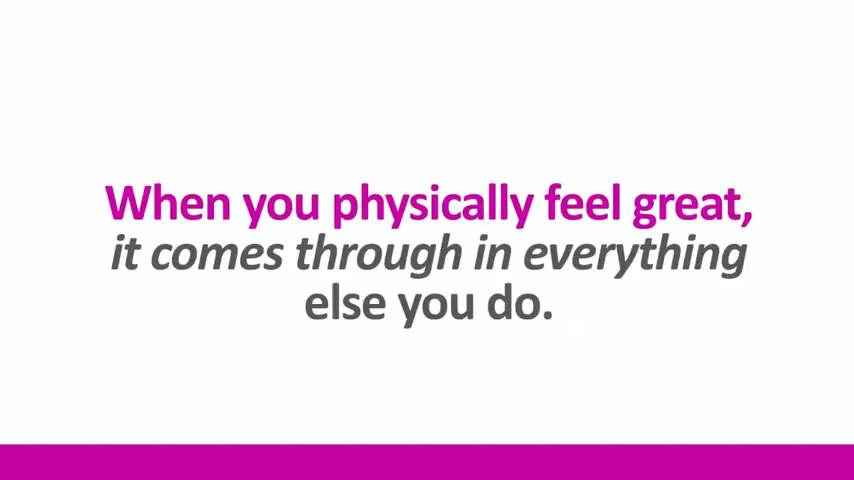 When you physically feel great,
it comes through in everything
else you do.